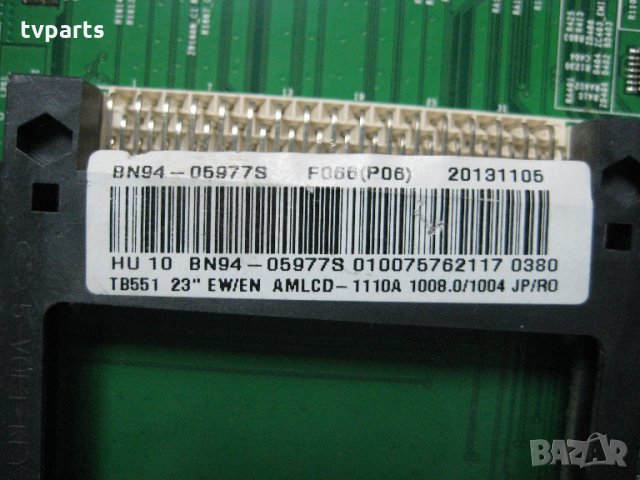 tvparts
BN94-05977S F066(P06) 20131105
HU 10 BN94-05977S 010075762117 0380
TB551 23" EW/EN AMLCD-1110A 1008.0/1004 JP/RO
BAZAR